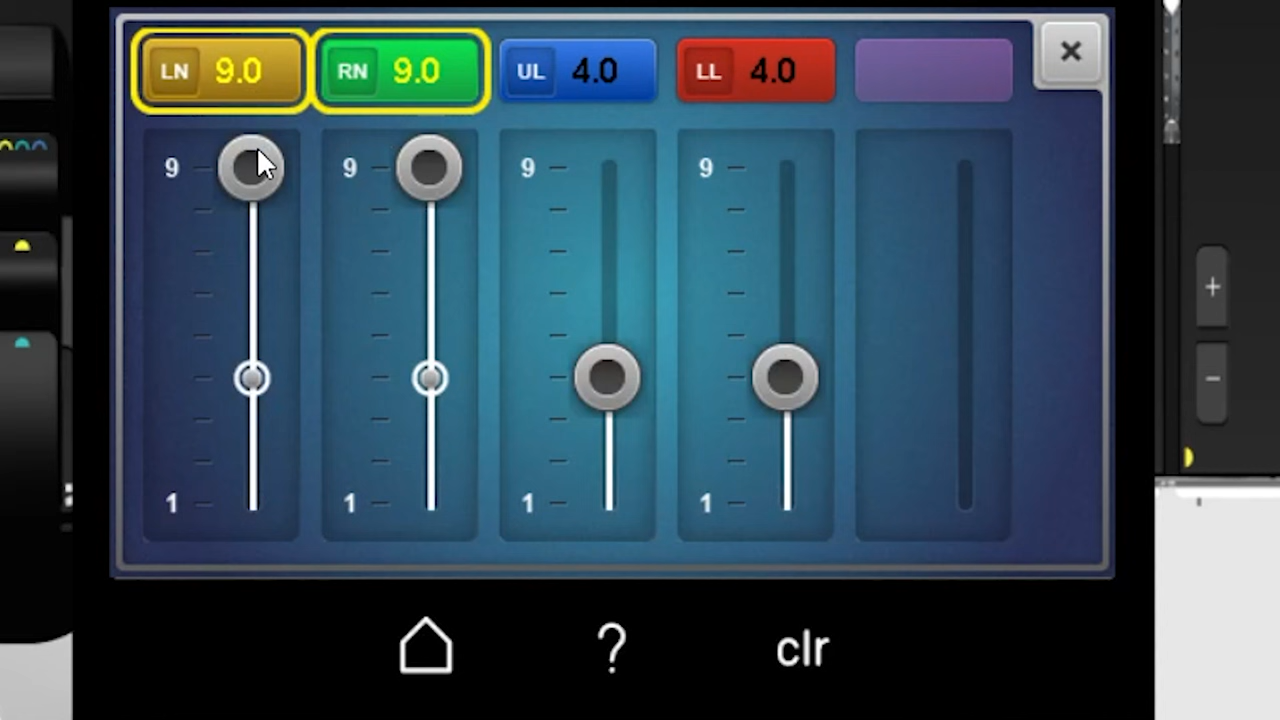 LN 9.0 RN 9.0 UL 4.0 LL 4.0 ×
9 9 9 9
1 1 1 1
+
−
? clr